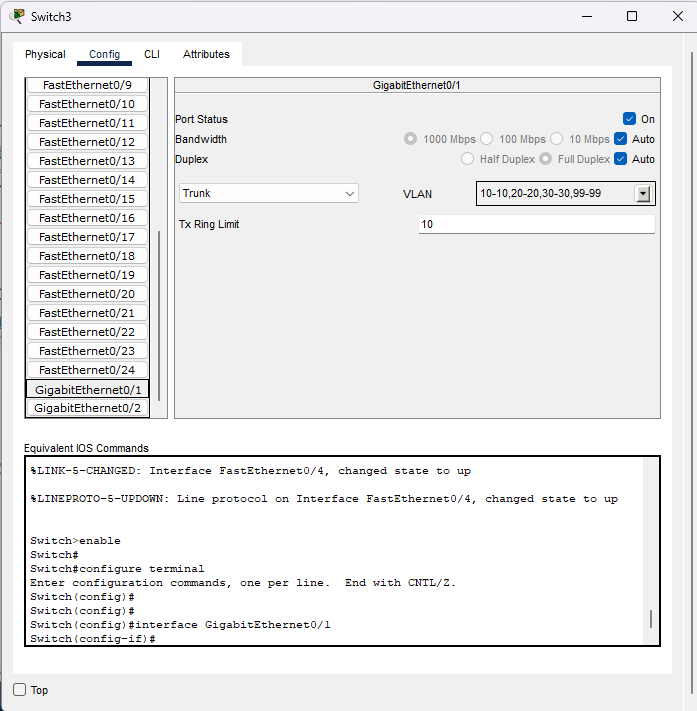 Switch3
Physical Config CLI Attributes
FastEthernet0/9
FastEthernet0/10
FastEthernet0/11
FastEthernet0/12
FastEthernet0/13
FastEthernet0/14
FastEthernet0/15
FastEthernet0/16
FastEthernet0/17
FastEthernet0/18
FastEthernet0/19
FastEthernet0/20
FastEthernet0/21
FastEthernet0/22
FastEthernet0/23
FastEthernet0/24
GigabitEthernet0/1
GigabitEthernet0/2
GigabitEthernet0/1
Port Status On
Bandwidth 1000 Mbps 100 Mbps 10 Mbps Auto
Duplex Half Duplex Full Duplex Auto
Trunk VLAN 10-10,20-20,30-30,99-99
Tx Ring Limit 10
Equivalent IOS Commands
%LINK-5-CHANGED: Interface FastEthernet0/4, changed state to up
%LINEPROTO-5-UPDOWN: Line protocol on Interface FastEthernet0/4, changed state to up
Switch>enable
Switch#
Switch#configure terminal
Enter configuration commands, one per line. End with CNTL/Z.
Switch(config)#
Switch(config)#
Switch(config)#interface GigabitEthernet0/1
Switch(config-if)#
Top